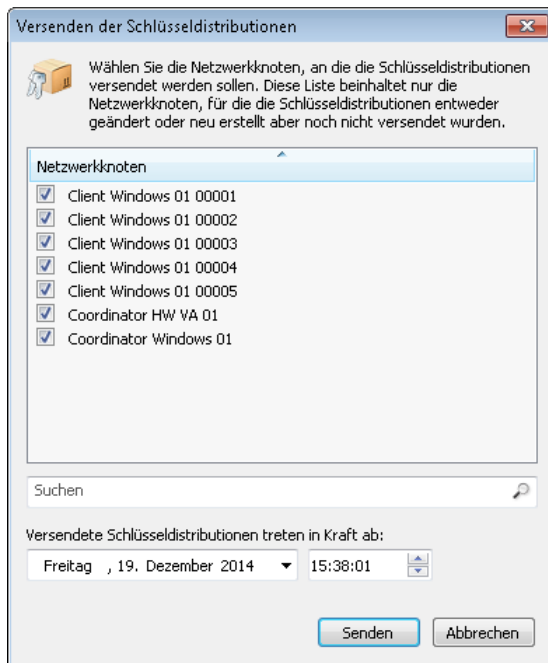 Versenden der Schlüsseldistributionen
Wählen Sie die Netzwerkknoten, an die die Schlüsseldistributionen
versendet werden sollen. Diese Liste beinhaltet nur die
Netzwerkknoten, für die die Schlüsseldistributionen entweder
geändert oder neu erstellt aber noch nicht versendet wurden.
Netzwerkknoten
Client Windows 01 00001
Client Windows 01 00002
Client Windows 01 00003
Client Windows 01 00004
Client Windows 01 00005
Coordinator HW VA 01
Coordinator Windows 01
Suchen
Versendete Schlüsseldistributionen treten in Kraft ab:
Freitag , 19. Dezember 2014 15:38:01
Senden Abbrechen